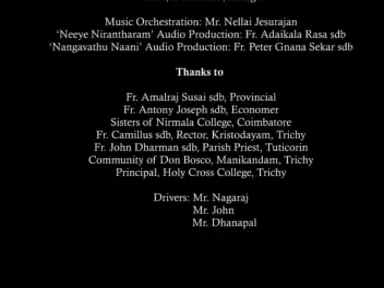 Music Orchestration: Mr. Nellai Jesurajan
‘Neeye Nirantharam’ Audio Production: Fr. Adaikala Rasa sdb
‘Nangavathu Naani’ Audio Production: Fr. Peter Gnana Sekar sdb
Thanks to
Fr. Amalraj Susai sdb, Provincial
Fr. Antony Joseph sdb, Economer
Sisters of Nirmala College, Coimbatore
Fr. Camillus sdb, Rector, Kristodayam, Trichy
Fr. John Dharman sdb, Parish Priest, Tuticorin
Community of Don Bosco, Manikandam, Trichy
Principal, Holy Cross College, Trichy
Drivers: Mr. Nagaraj
Mr. John
Mr. Dhanapal